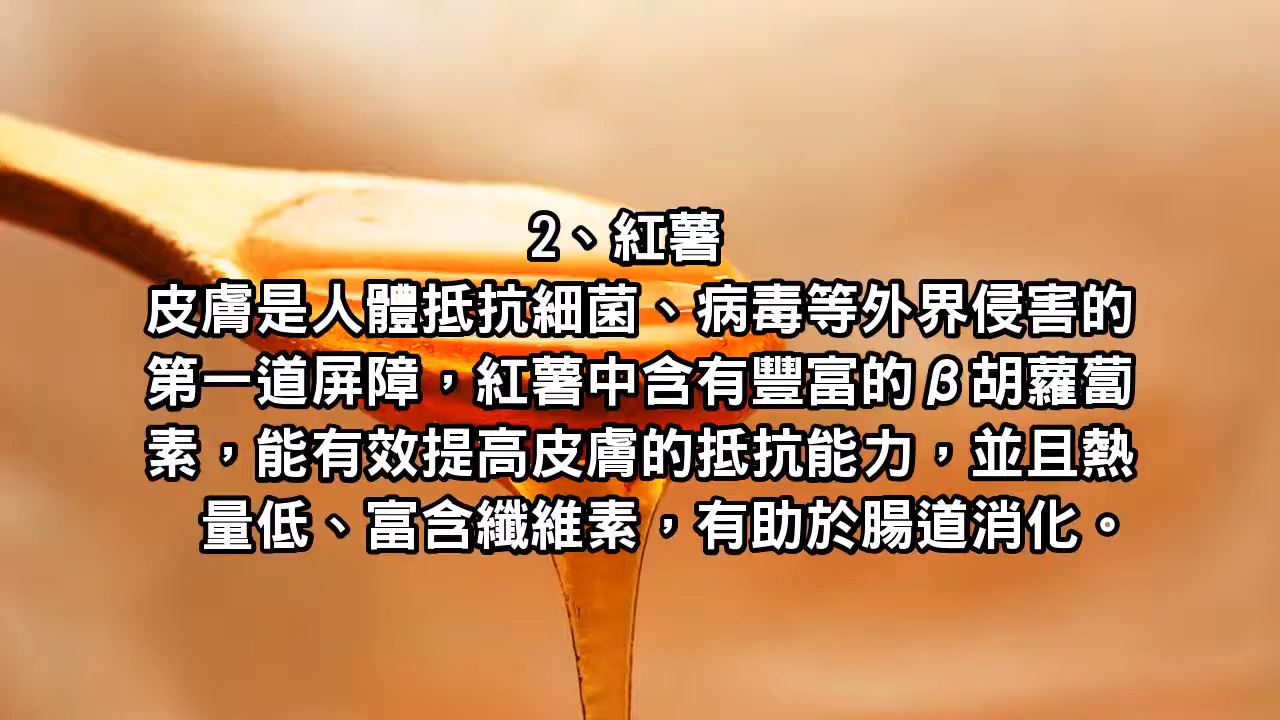 2、紅薯
皮膚是人體抵抗細菌、病毒等外界侵害的
第一道屏障，紅薯中含有豐富的β胡蘿蔔
素，能有效提高皮膚的抵抗能力，並且熱
量低、富含纖維素，有助於腸道消化。